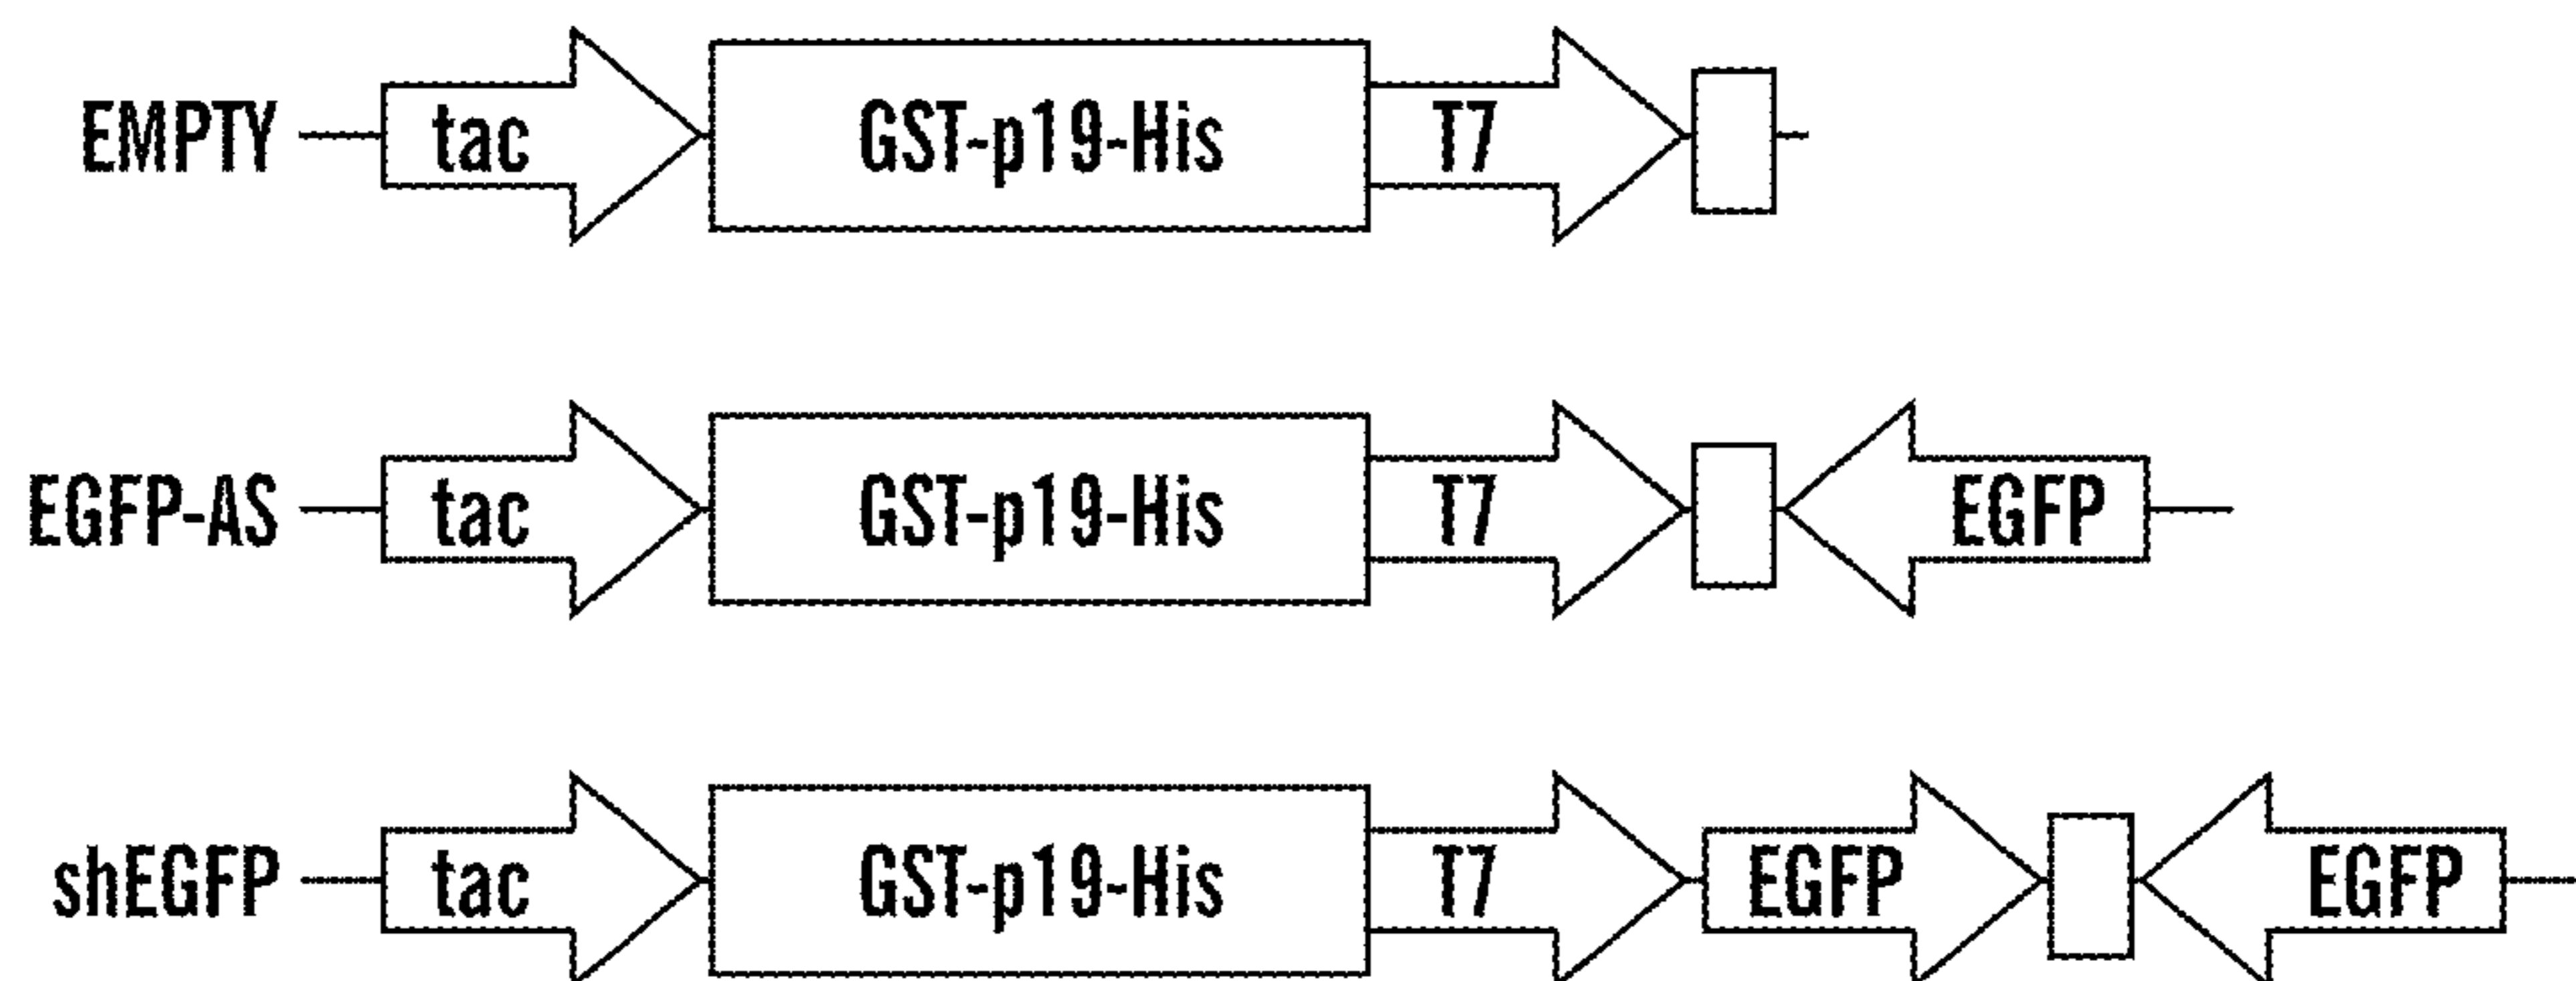 EMPTY tac GST-p19-His T7
EGFP-AS tac GST-p19-His T7 EGFP
shEGFP tac GST-p19-His T7 EGFP EGFP